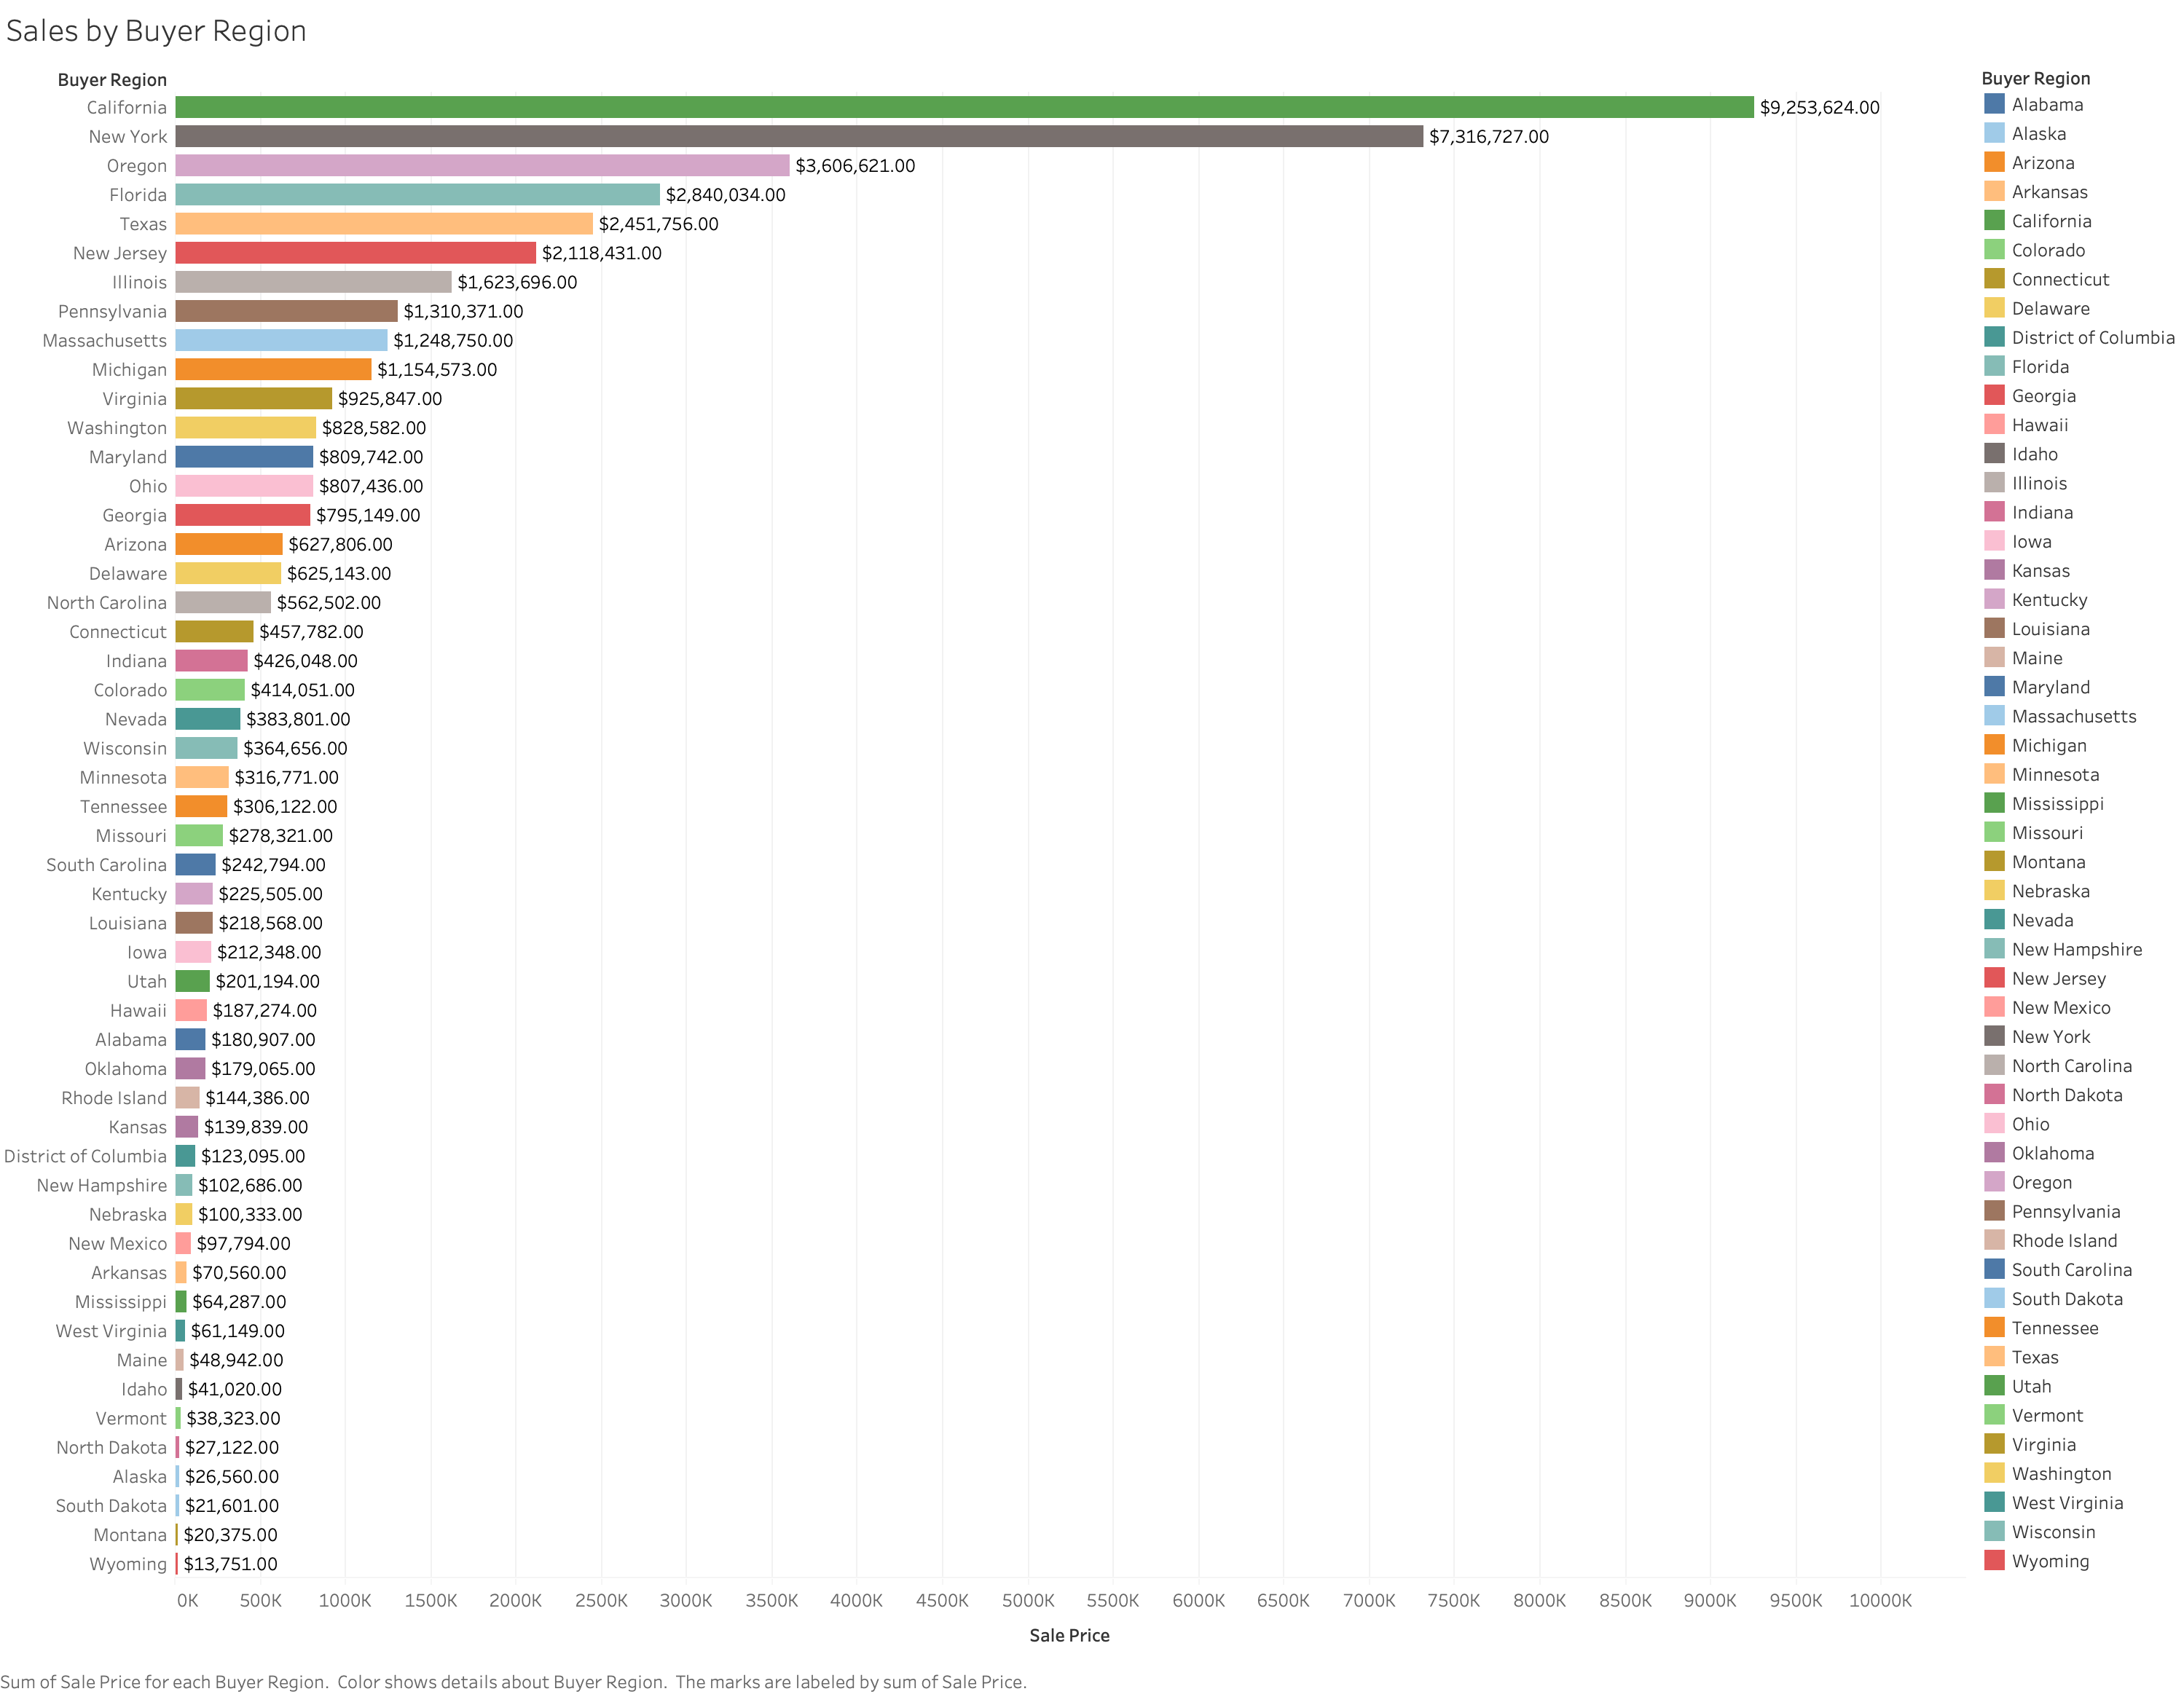 Sales by Buyer Region
Buyer Region
California $9,253,624.00
New York $7,316,727.00
Oregon $3,606,621.00
Florida $2,840,034.00
Texas $2,451,756.00
New Jersey $2,118,431.00
Illinois $1,623,696.00
Pennsylvania $1,310,371.00
Massachusetts $1,248,750.00
Michigan $1,154,573.00
Virginia $925,847.00
Washington $828,582.00
Maryland $809,742.00
Ohio $807,436.00
Georgia $795,149.00
Arizona $627,806.00
Delaware $625,143.00
North Carolina $562,502.00
Connecticut $457,782.00
Indiana $426,048.00
Colorado $414,051.00
Nevada $383,801.00
Wisconsin $364,656.00
Minnesota $316,771.00
Tennessee $306,122.00
Missouri $278,321.00
South Carolina $242,794.00
Kentucky $225,505.00
Louisiana $218,568.00
Iowa $212,348.00
Utah $201,194.00
Hawaii $187,274.00
Alabama $180,907.00
Oklahoma $179,065.00
Rhode Island $144,386.00
Kansas $139,839.00
District of Columbia $123,095.00
New Hampshire $102,686.00
Nebraska $100,333.00
New Mexico $97,794.00
Arkansas $70,560.00
Mississippi $64,287.00
West Virginia $61,149.00
Maine $48,942.00
Idaho $41,020.00
Vermont $38,323.00
North Dakota $27,122.00
Alaska $26,560.00
South Dakota $21,601.00
Montana $20,375.00
Wyoming $13,751.00
0K 500K 1000K 1500K 2000K 2500K 3000K 3500K 4000K 4500K 5000K 5500K 6000K 6500K 7000K 7500K 8000K 8500K 9000K 9500K 10000K
Sale Price
Buyer Region
Alabama
Alaska
Arizona
Arkansas
California
Colorado
Connecticut
Delaware
District of Columbia
Florida
Georgia
Hawaii
Idaho
Illinois
Indiana
Iowa
Kansas
Kentucky
Louisiana
Maine
Maryland
Massachusetts
Michigan
Minnesota
Mississippi
Missouri
Montana
Nebraska
Nevada
New Hampshire
New Jersey
New Mexico
New York
North Carolina
North Dakota
Ohio
Oklahoma
Oregon
Pennsylvania
Rhode Island
South Carolina
South Dakota
Tennessee
Texas
Utah
Vermont
Virginia
Washington
West Virginia
Wisconsin
Wyoming
Sum of Sale Price for each Buyer Region.  Color shows details about Buyer Region.  The marks are labeled by sum of Sale Price.